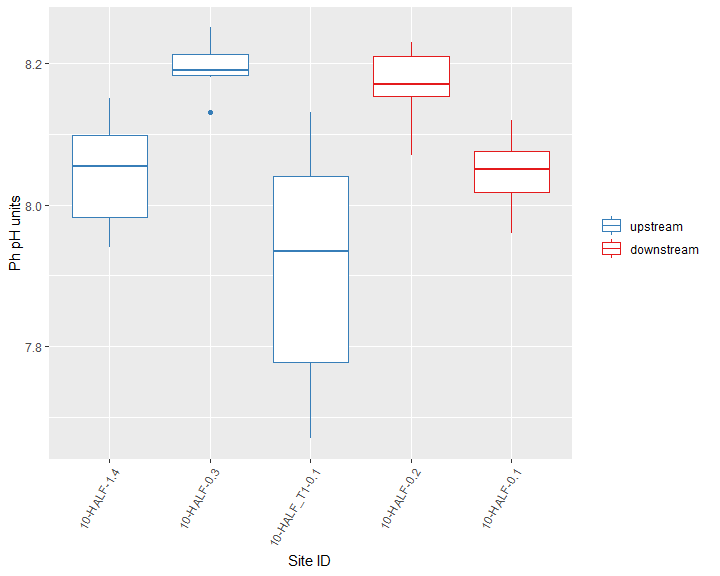 Ph pH units
8.2
8.0
7.8
10-HALF-1.4
10-HALF-0.3
10-HALF_T1-0.1
10-HALF-0.2
10-HALF-0.1
Site ID
upstream
downstream